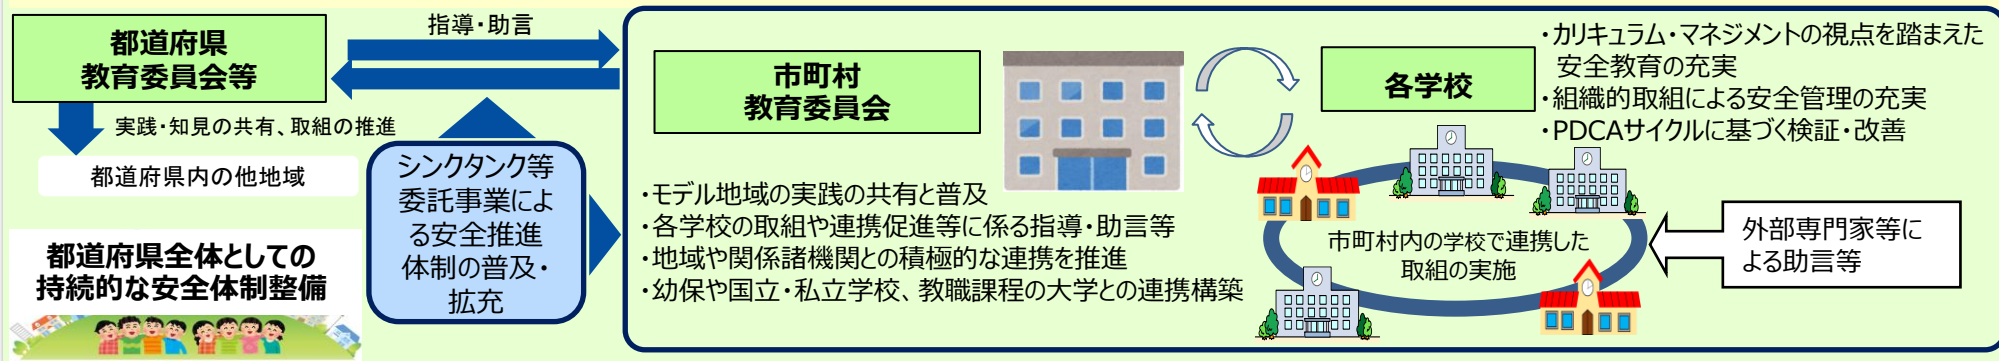 都道府県
教育委員会等
指導・助言
実践・知見の共有、取組の推進
都道府県内の他地域
都道府県全体としての
持続的な安全体制整備
シンクタンク等
委託事業によ
る安全推進
体制の普及・
拡充
市町村
教育委員会
・モデル地域の実践の共有と普及
・各学校の取組や連携促進等に係る指導・助言等
・地域や関係諸機関との積極的な連携を推進
・幼保や国立・私立学校、教職課程の大学との連携構築
各学校
・カリキュラム・マネジメントの視点を踏まえた
安全教育の充実
・組織的取組による安全管理の充実
・PDCAサイクルに基づく検証・改善
市町村内の学校で連携した
取組の実施
外部専門家等に
よる助言等